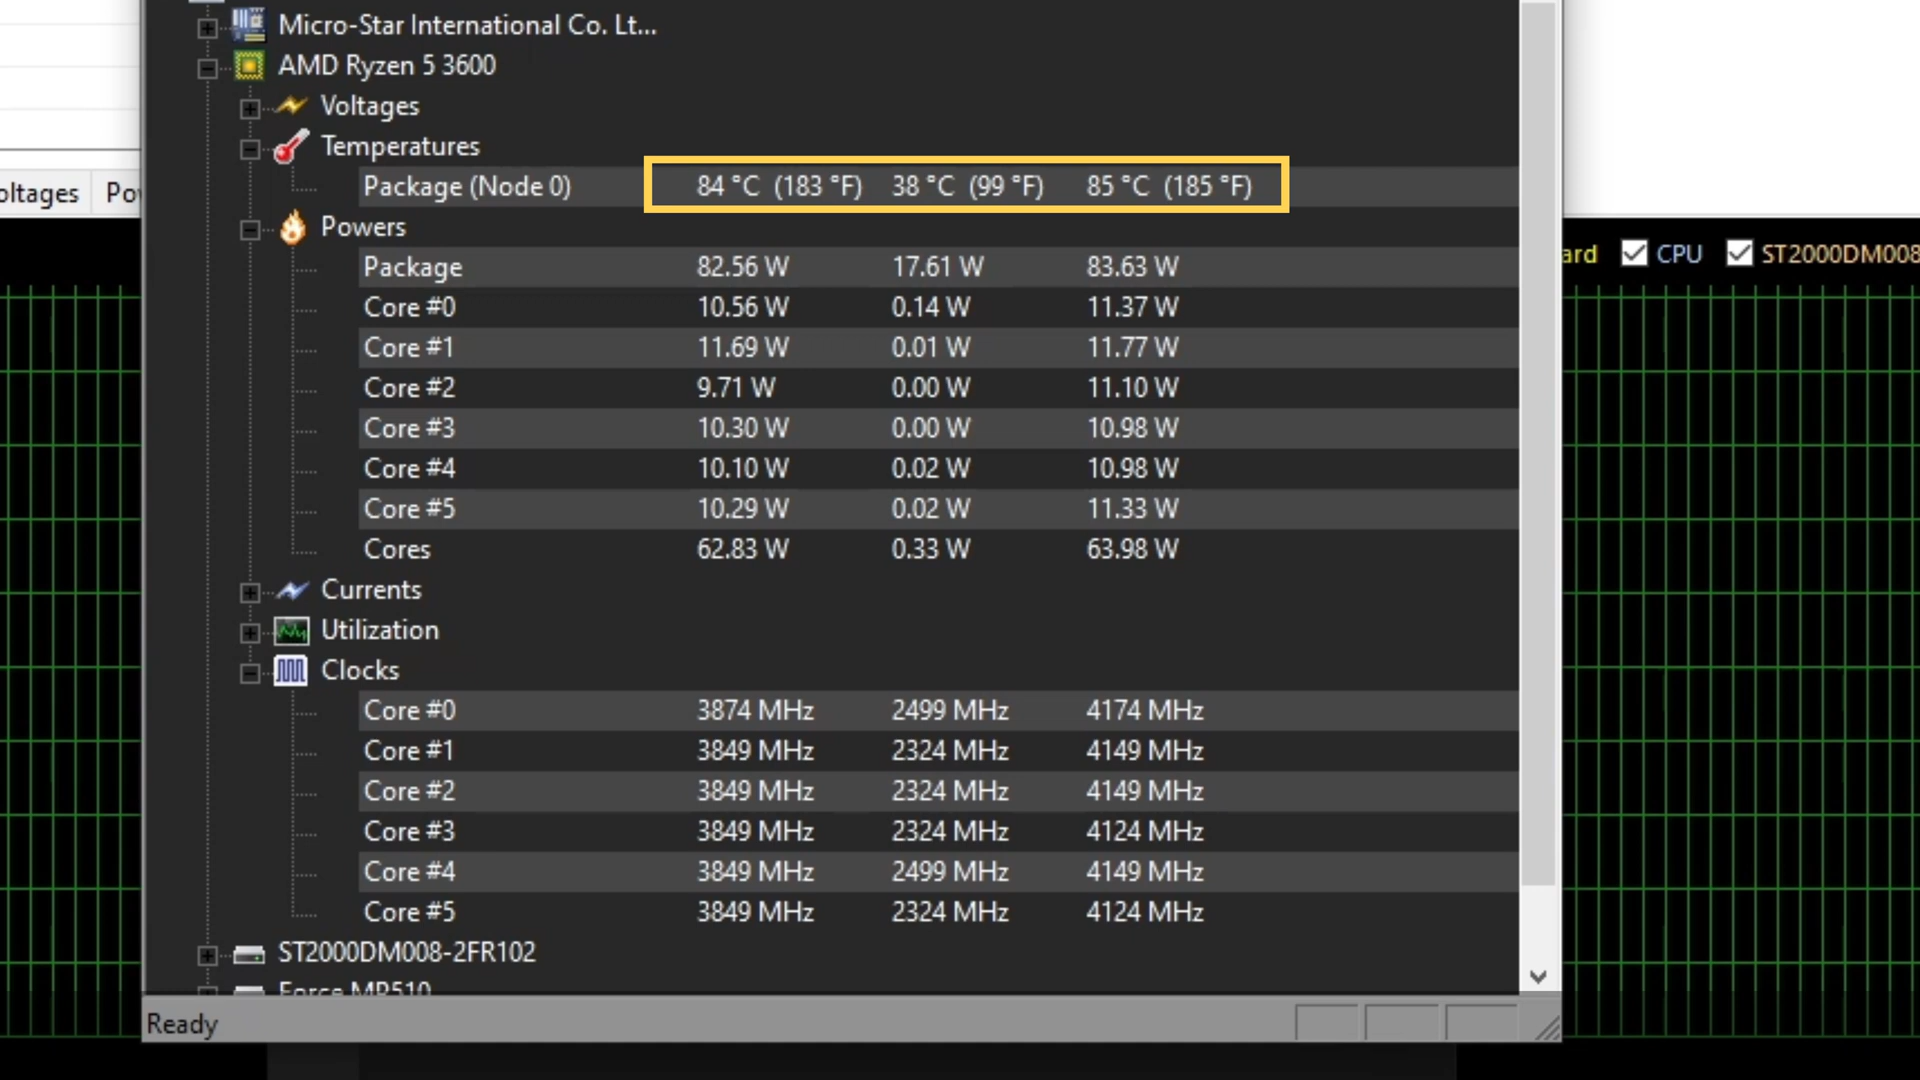 Micro-Star International Co. Lt...
AMD Ryzen 5 3600
Voltages
Temperatures
Package (Node 0) 84 °C (183 °F) 38 °C (99 °F) 85 °C (185 °F)
oltages
Powers
Package 82.56 W 17.61 W 83.63 W
ard CPU ST2000DM008
Core #0 10.56 W 0.14 W 11.37 W
Core #1 11.69 W 0.01 W 11.77 W
Core #2 9.71 W 0.00 W 11.10 W
Core #3 10.30 W 0.00 W 10.98 W
Core #4 10.10 W 0.02 W 10.98 W
Core #5 10.29 W 0.02 W 11.33 W
Cores 62.83 W 0.33 W 63.98 W
Currents
Utilization
Clocks
Core #0 3874 MHz 2499 MHz 4174 MHz
Core #1 3849 MHz 2324 MHz 4149 MHz
Core #2 3849 MHz 2324 MHz 4149 MHz
Core #3 3849 MHz 2324 MHz 4124 MHz
Core #4 3849 MHz 2499 MHz 4149 MHz
Core #5 3849 MHz 2324 MHz 4124 MHz
ST2000DM008-2FR102
Force MP510
Ready